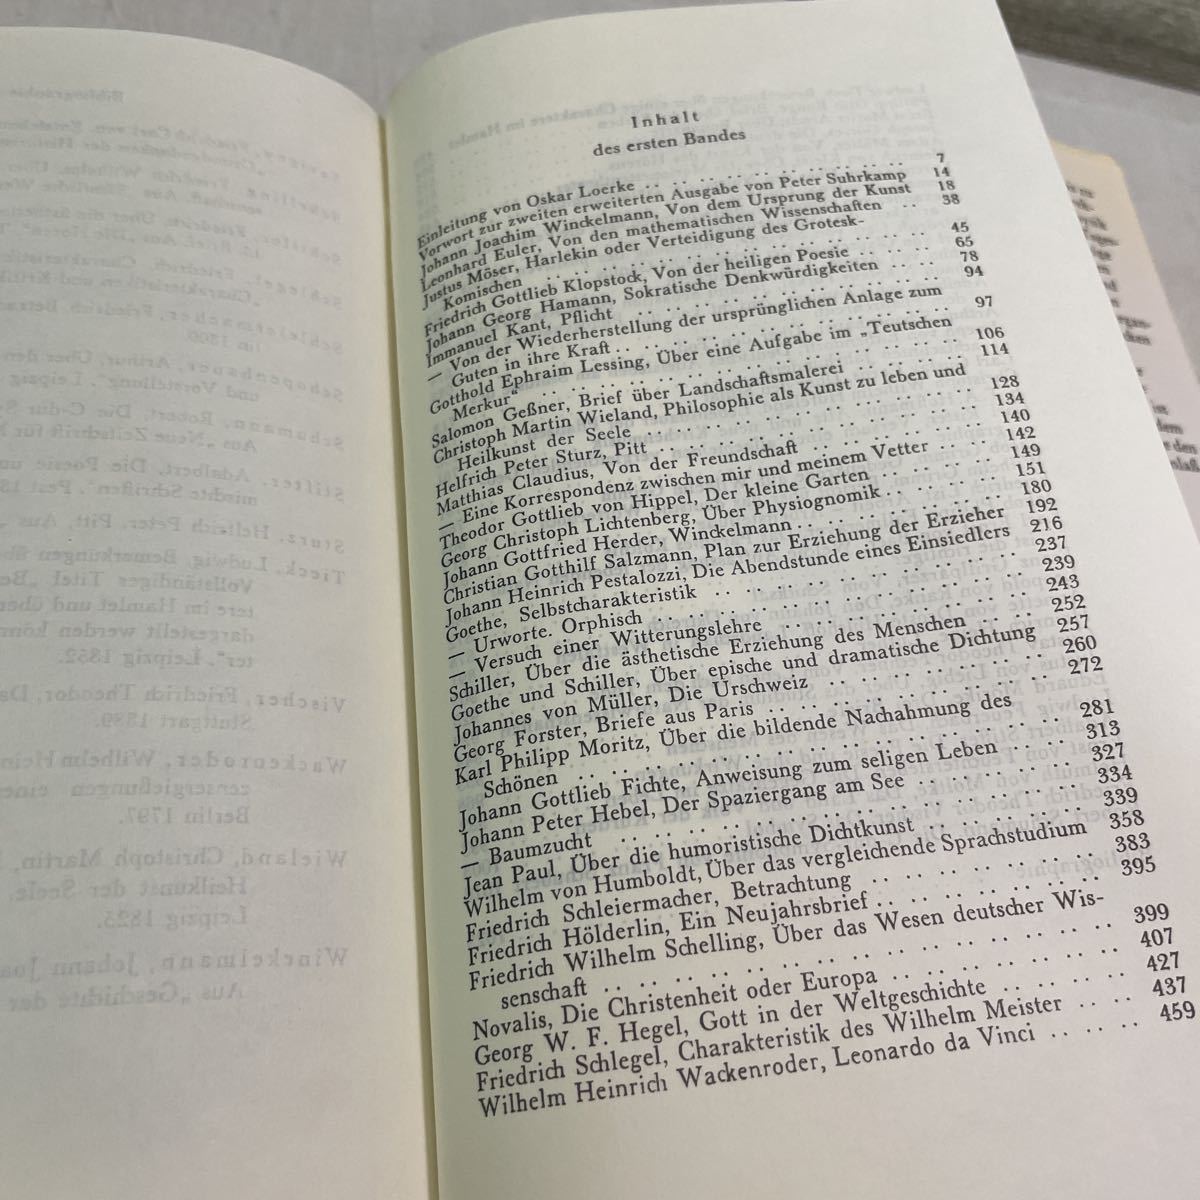 Inhalt
des ersten Bandes
Einleitung von Oskar Loerke . . . . . . . . . . . 7
Vorwort zur zweiten erweiterten Ausgabe von Peter Suhrkamp 14
Johann Joachim Winckelmann, Von dem Ursprung der Kunst 18
Leonhard Euler, Von den mathematischen Wissenschaften . . 38
Justus Möser, Harlekin oder Verteidigung des Grotesk-
Komischen . . . . . . . . . . . . . . . . 45
Friedrich Gottlieb Klopstock, Von der heiligen Poesie . . . . 65
Johann Georg Hamann, Sokratische Denkwürdigkeiten . . . 78
Immanuel Kant, Pflicht . . . . . . . . . . . . . 94
— Von der Wiederherstellung der ursprünglichen Anlage zum
Guten in ihre Kraft . . . . . . . . . . . . . 97
Gotthold Ephraim Lessing, Über eine Aufgabe im „Teutschen
Merkur“ . . . . . . . . . . . . . . . . . 106
Salomon Geßner, Brief über Landschaftsmalerei . . . . . . 114
Christoph Martin Wieland, Philosophie als Kunst zu leben und
Heilkunst der Seele . . . . . . . . . . . . . 128
Helfrich Peter Sturz, Pitt . . . . . . . . . . . . 134
Matthias Claudius, Von der Freundschaft . . . . . . . 140
— Eine Korrespondenz zwischen mir und meinem Vetter . . . 142
Theodor Gottlieb von Hippel, Der kleine Garten . . . . . 149
Georg Christoph Lichtenberg, Über Physiognomik . . . . . 151
Johann Gottfried Herder, Winckelmann . . . . . . . . 180
Christian Gotthilf Salzmann, Plan zur Erziehung der Erzieher 192
Johann Heinrich Pestalozzi, Die Abendstunde eines Einsiedlers 216
Goethe, Selbstcharakteristik . . . . . . . . . . . 237
— Urworte. Orphisch . . . . . . . . . . . . . 239
— Versuch einer Witterungslehre . . . . . . . . . 243
Schiller, Über die ästhetische Erziehung des Menschen . . . 252
Goethe und Schiller, Über epische und dramatische Dichtung 257
Johannes von Müller, Die Urschweiz . . . . . . . . . 260
Georg Forster, Briefe aus Paris . . . . . . . . . . 272
Karl Philipp Moritz, Über die bildende Nachahmung des
Schönen . . . . . . . . . . . . . . . . . 281
Johann Gottlieb Fichte, Anweisung zum seligen Leben . . . 313
Johann Peter Hebel, Der Spaziergang am See . . . . . . 327
— Baumzucht . . . . . . . . . . . . . . . . 334
Jean Paul, Über die humoristische Dichtkunst . . . . . . 339
Wilhelm von Humboldt, Über das vergleichende Sprachstudium 358
Friedrich Schleiermacher, Betrachtung . . . . . . . . 383
Friedrich Hölderlin, Ein Neujahrsbrief . . . . . . . . 395
Friedrich Wilhelm Schelling, Über das Wesen deutscher Wis-
senschaft . . . . . . . . . . . . . . . . 399
Novalis, Die Christenheit oder Europa . . . . . . . . 407
Georg W. F. Hegel, Gott in der Weltgeschichte . . . . . . 427
Friedrich Schlegel, Charakteristik des Wilhelm Meister . . . 437
Wilhelm Heinrich Wackenroder, Leonardo da Vinci . . . . 459